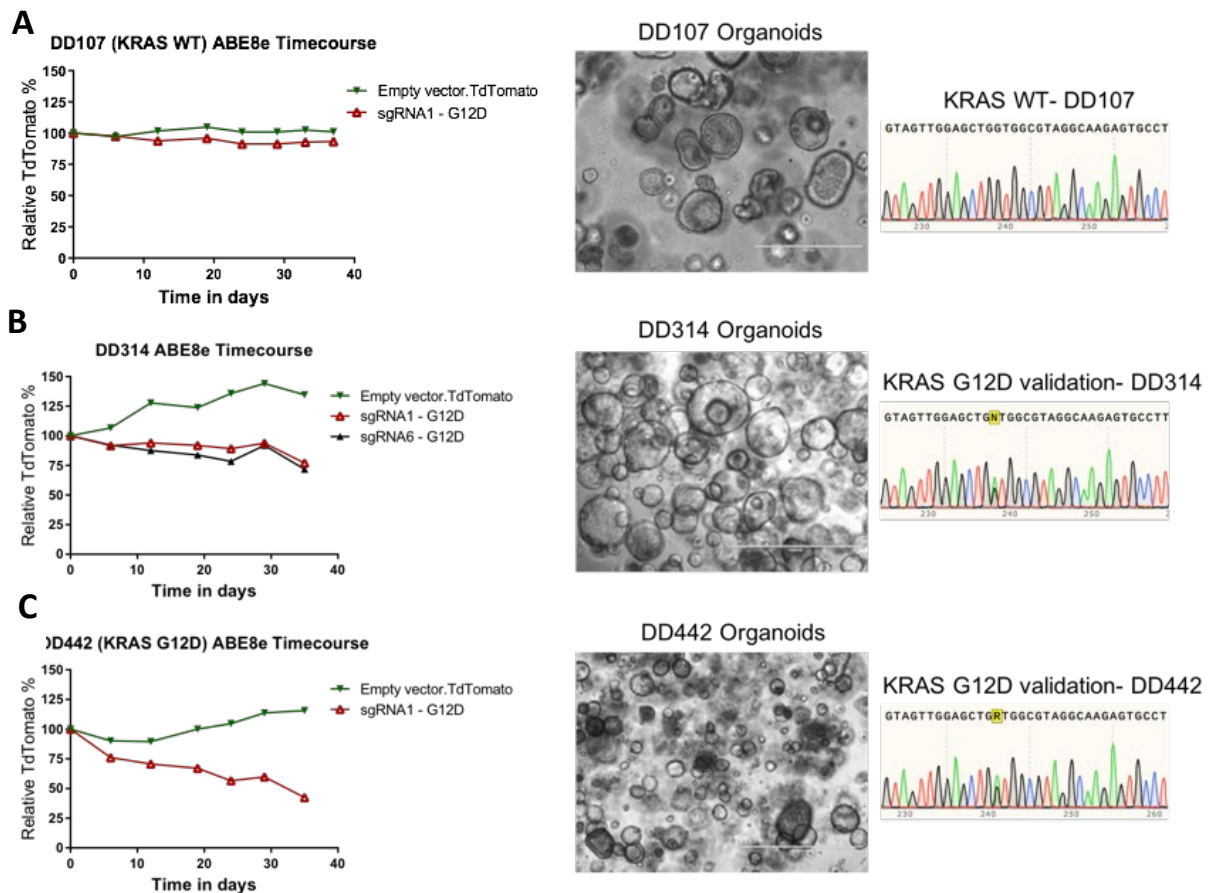 A
DD107 (KRAS WT) ABE8e Timecourse
Relative TdTomato %
150
125
100
75
50
25
0
0 10 20 30 40
Time in days
Empty vector.TdTomato
sgRNA1 - G12D
DD107 Organoids
KRAS WT- DD107
GTAGTTGGAGCTGGTGGCGTAGGCAAGAGTGCCT
230 240 250 2
B
DD314 ABE8e Timecourse
Relative TdTomato %
150
125
100
75
50
25
0
0 10 20 30 40
Time in days
Empty vector.TdTomato
sgRNA1 - G12D
sgRNA6 - G12D
DD314 Organoids
KRAS G12D validation- DD314
GTAGTTGGAGCTGNTGGCGTAGGCAAGAGTGCCTT
230 240 250 2
C
DD442 (KRAS G12D) ABE8e Timecourse
Relative TdTomato %
150
125
100
75
50
25
0
0 10 20 30 40
Time in days
Empty vector.TdTomato
sgRNA1 - G12D
DD442 Organoids
KRAS G12D validation- DD442
GTAGTTGGAGCTGRTGGCGTAGGCAAGAGTGCCT
230 240 250 260